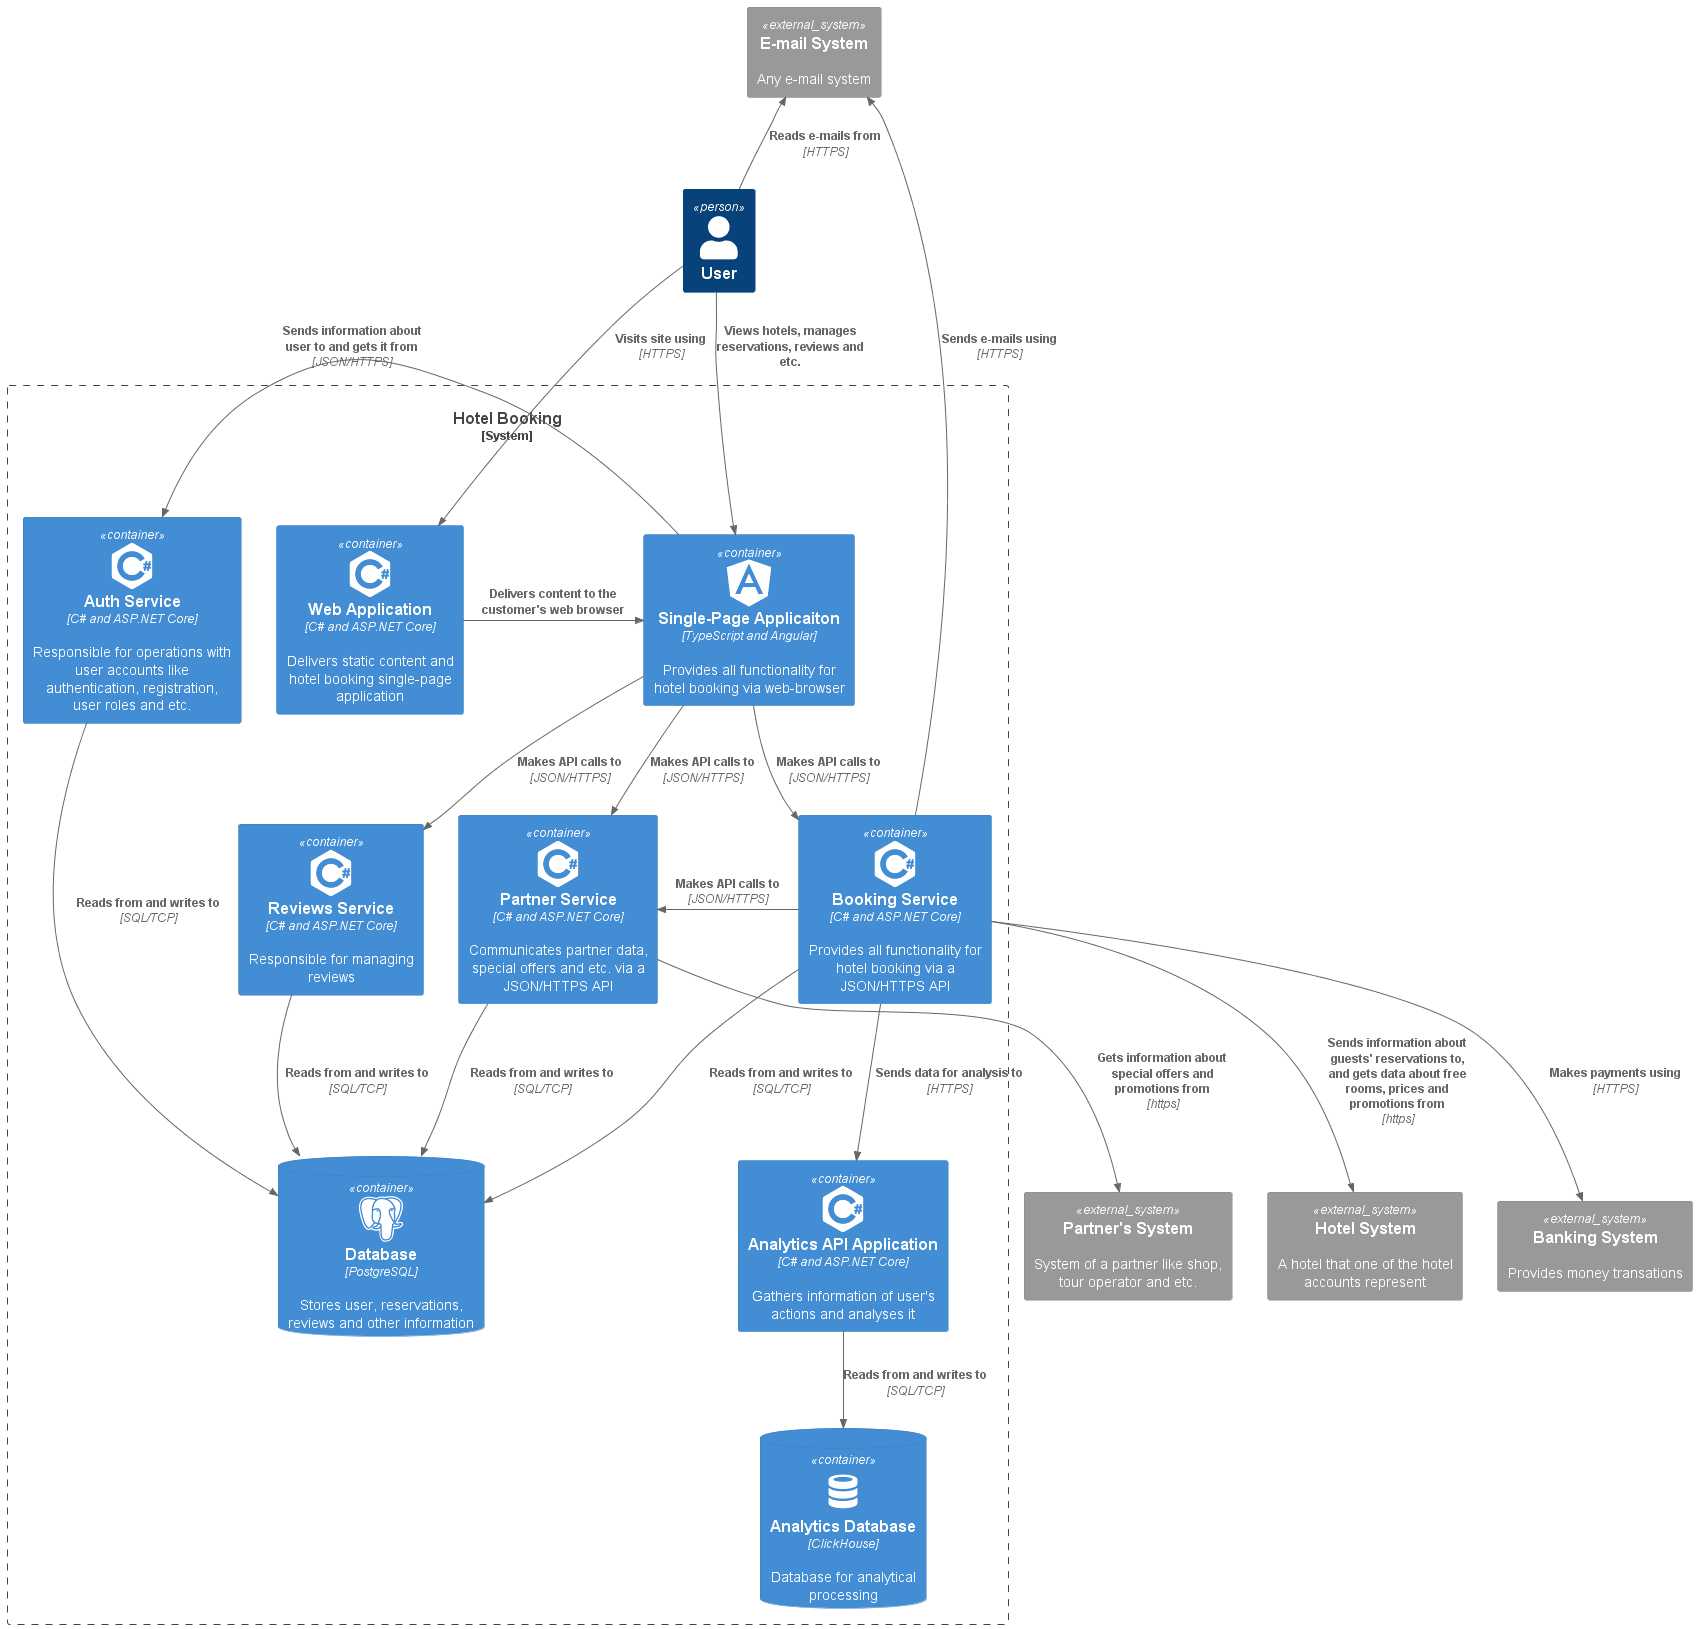 «external_system»
E-mail System
Any e-mail system
Reads e-mails from
[HTTPS]
«person»
User
Sends information about
user to and gets it from
[JSON/HTTPS]
Visits site using
[HTTPS]
Views hotels, manages
reservations, reviews and
etc.
Sends e-mails using
[HTTPS]
Hotel Booking
[System]
«container»
C#
Auth Service
[C# and ASP.NET Core]
Responsible for operations with
user accounts like
authentication, registration,
user roles and etc.
«container»
C#
Web Application
[C# and ASP.NET Core]
Delivers static content and
hotel booking single-page
application
Delivers content to the
customer's web browser
«container»
A
Single-Page Applicaiton
[TypeScript and Angular]
Provides all functionality for
hotel booking via web-browser
Makes API calls to
[JSON/HTTPS]
Makes API calls to
[JSON/HTTPS]
Makes API calls to
[JSON/HTTPS]
«container»
C#
Reviews Service
[C# and ASP.NET Core]
Responsible for managing
reviews
«container»
C#
Partner Service
[C# and ASP.NET Core]
Communicates partner data,
special offers and etc. via a
JSON/HTTPS API
Makes API calls to
[JSON/HTTPS]
«container»
C#
Booking Service
[C# and ASP.NET Core]
Provides all functionality for
hotel booking via a
JSON/HTTPS API
Reads from and writes to
[SQL/TCP]
Reads from and writes to
[SQL/TCP]
Reads from and writes to
[SQL/TCP]
Reads from and writes to
[SQL/TCP]
Sends data for analysis to
[HTTPS]
Gets information about
special offers and
promotions from
[https]
Sends information about
guests' reservations to,
and gets data about free
rooms, prices and
promotions from
[https]
Makes payments using
[HTTPS]
«container»
Database
[PostgreSQL]
Stores user, reservations,
reviews and other information
«container»
C#
Analytics API Application
[C# and ASP.NET Core]
Gathers information of user's
actions and analyses it
«external_system»
Partner's System
System of a partner like shop,
tour operator and etc.
«external_system»
Hotel System
A hotel that one of the hotel
accounts represent
«external_system»
Banking System
Provides money transations
Reads from and writes to
[SQL/TCP]
«container»
Analytics Database
[ClickHouse]
Database for analytical
processing